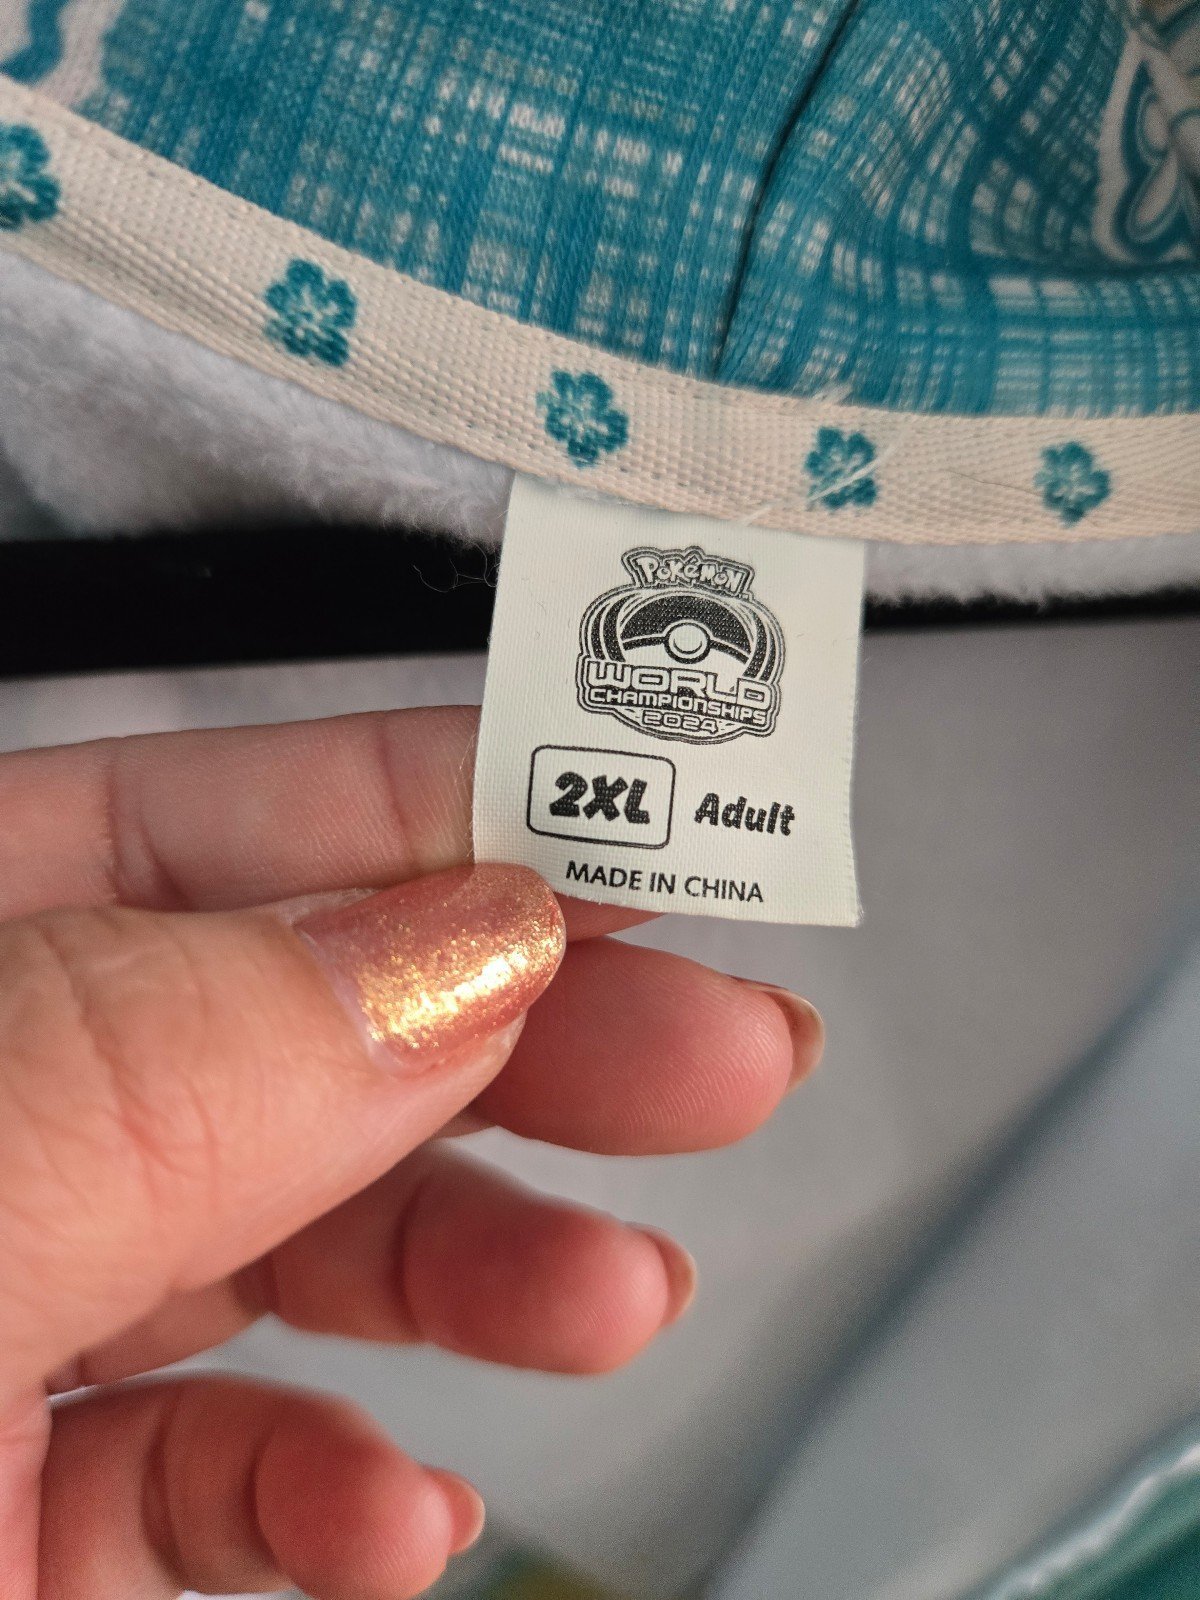 Pokémon
WORLD
CHAMPIONSHIPS
2024
2XL Adult
MADE IN CHINA